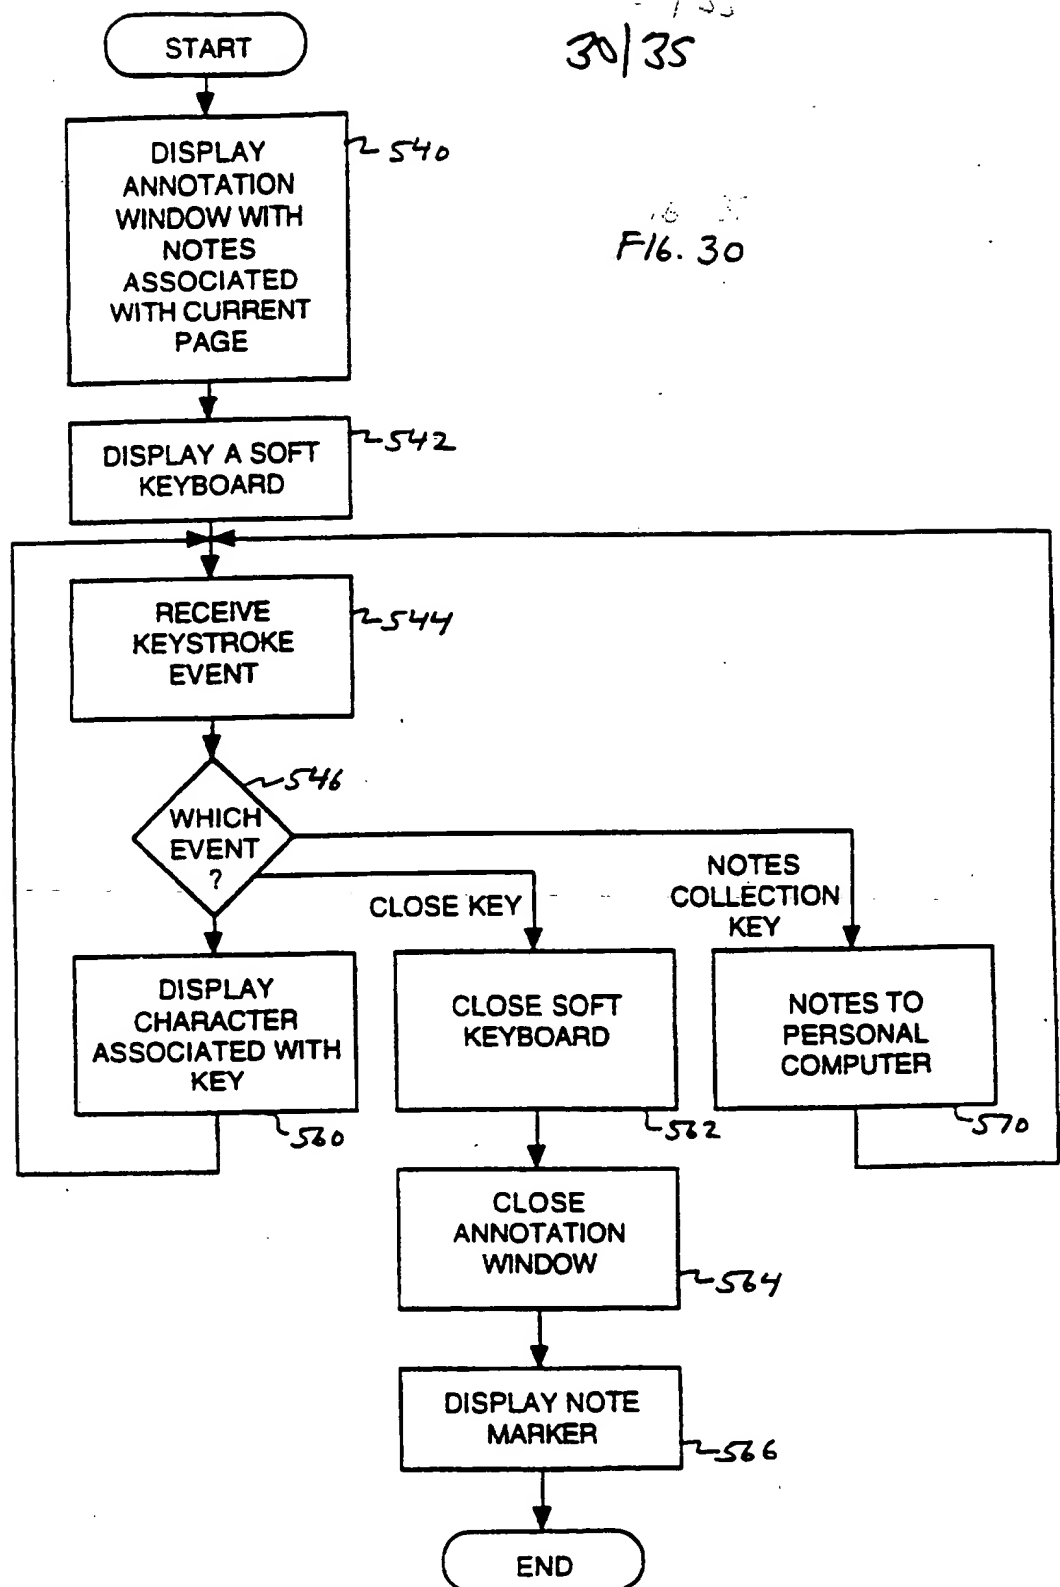 START
30/35
DISPLAY
ANNOTATION
WINDOW WITH
NOTES
ASSOCIATED
WITH CURRENT
PAGE
540
FIG. 30
DISPLAY A SOFT
KEYBOARD
542
RECEIVE
KEYSTROKE
EVENT
544
WHICH
EVENT
?
546
CLOSE KEY
NOTES
COLLECTION
KEY
DISPLAY
CHARACTER
ASSOCIATED WITH
KEY
560
CLOSE SOFT
KEYBOARD
562
NOTES TO
PERSONAL
COMPUTER
570
CLOSE
ANNOTATION
WINDOW
564
DISPLAY NOTE
MARKER
566
END